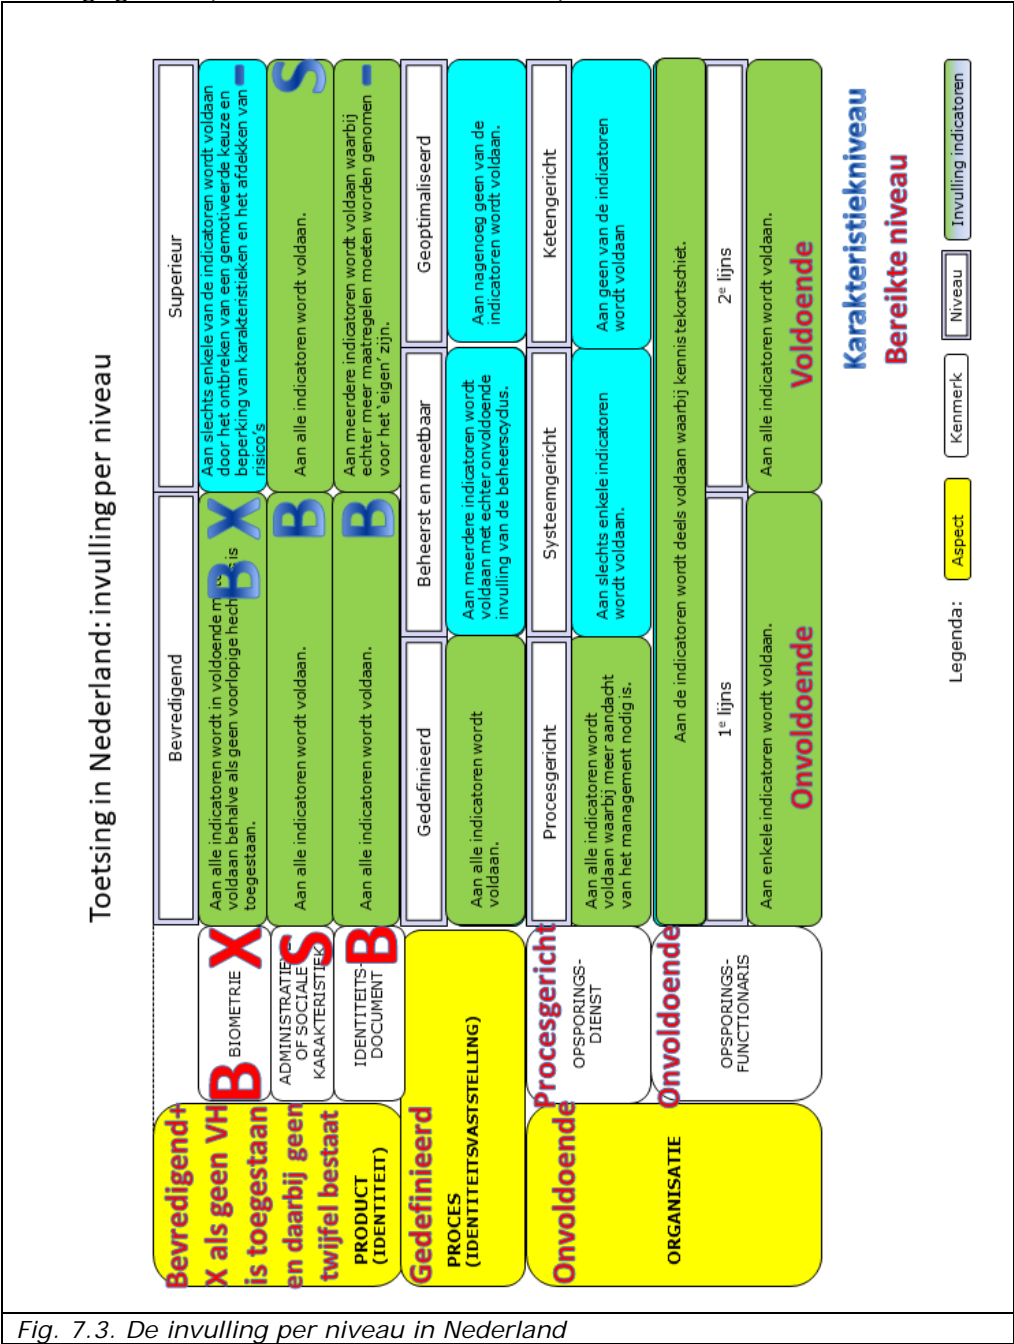 Toetsing in Nederland: invulling per niveau
Bevredigend
Superieur
Bevredigend+
X als geen VH
is toegestaan
en daarbij geen
twijfel bestaat
PRODUCT
(IDENTITEIT)
B
BIOMETRIE
X
Aan alle indicatoren wordt in voldoende
voldaan behalve als geen voorlopige hech is
toegestaan.
B X
Aan slechts enkele van de indicatoren wordt voldaan
door het ontbreken van een gemotiveerde keuze en
beperking van karakteristieken en het afdekken van
risico's
–
ADMINISTRATIEVE
OF SOCIALE
KARAKTERISTIEK
S
Aan alle indicatoren wordt voldaan.
B
Aan alle indicatoren wordt voldaan.
S
IDENTITEITS-
DOCUMENT
B
Aan alle indicatoren wordt voldaan.
B
Aan meerdere indicatoren wordt voldaan waarbij
echter meer maatregelen moeten worden genomen
voor het 'eigen' zijn.
–
Gedefinieerd
PROCES
(IDENTITEITSVASTSTELLING)
Gedefinieerd
Beheerst en meetbaar
Geoptimaliseerd
Aan alle indicatoren wordt
voldaan.
Aan meerdere indicatoren wordt
voldaan met echter onvoldoende
invulling van de beheerscyclus.
Aan nagenoeg geen van de
indicatoren wordt voldaan.
Onvoldoende
ORGANISATIE
Procesgericht
OPSPORINGS-
DIENST
Procesgericht
Systeemgericht
Ketengericht
Aan alle indicatoren wordt
voldaan waarbij meer aandacht
van het management nodig is.
Aan slechts enkele indicatoren
wordt voldaan.
Aan geen van de indicatoren
wordt voldaan
Onvoldoende
OPSPORINGS-
FUNCTIONARIS
Aan de indicatoren wordt deels voldaan waarbij kennis tekortschiet.
1e lijns
2e lijns
Aan enkele indicatoren wordt voldaan.
Onvoldoende
Aan alle indicatoren wordt voldaan.
Voldoende
Karakteristiekniveau
Bereikte niveau
Legenda:
Aspect
Kenmerk
Niveau
Invulling indicatoren
Fig. 7.3. De invulling per niveau in Nederland